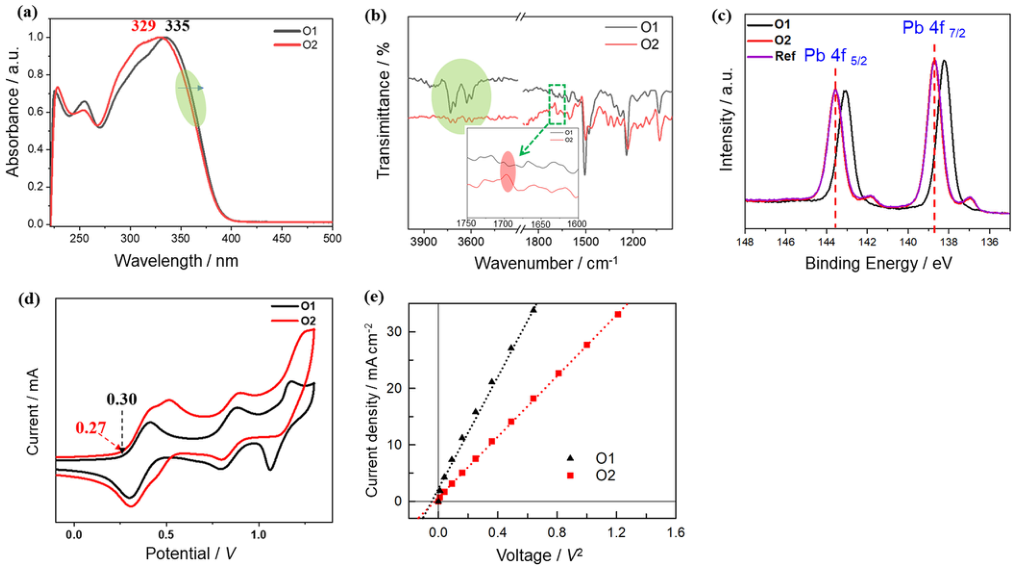 (a)
329 335
O1
O2
1.0
0.8
0.6
0.4
0.2
0.0
Absorbance / a.u.
250 300 350 400 450 500
Wavelength / nm
(b)
O1
O2
Transmittance / %
O1
O2
1750 1700 1650 1600
3900 3600 1800 1500 1200
Wavenumber / cm-1
(c)
O1
O2
Ref
Pb 4f 7/2
Pb 4f 5/2
Intensity / a.u.
148 146 144 142 140 138 136
Binding Energy / eV
(d)
O1
O2
0.30
0.27
Current / mA
0.0 0.5 1.0
Potential / V
(e)
30
20
10
0
Current density / mA cm-2
O1
O2
0.0 0.4 0.8 1.2 1.6
Voltage / V2